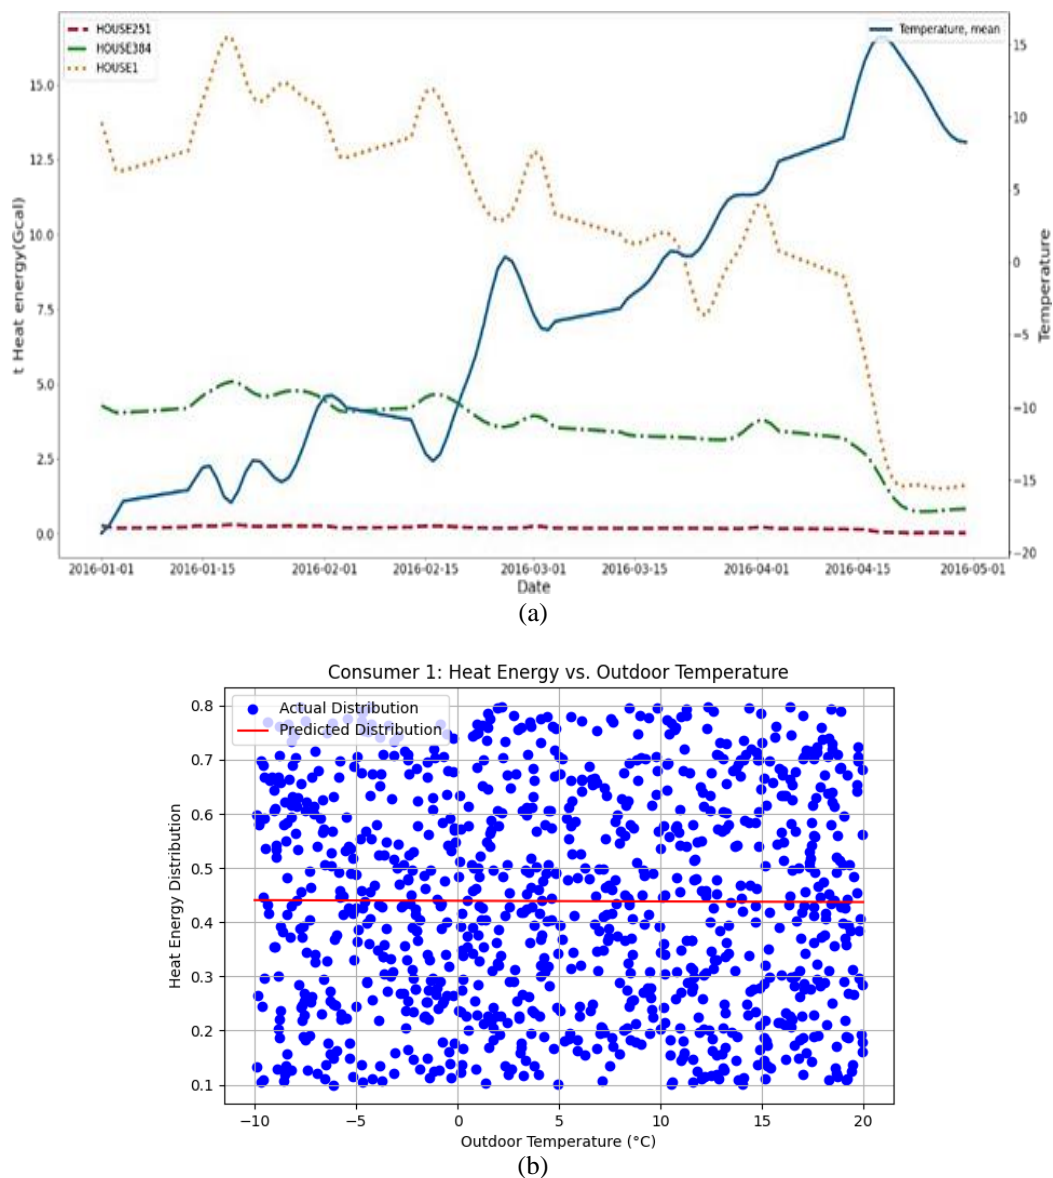 HOUSE251
HOUSE384
HOUSE1
Temperature, mean
15.0
12.5
10.0
7.5
5.0
2.5
0.0
t Heat energy(Gcal)
15
10
5
0
−5
−10
−15
−20
Temperature
2016-01-01 2016-01-15 2016-02-01 2016-02-15 2016-03-01 2016-03-15 2016-04-01 2016-04-15 2016-05-01
Date
(a)
Consumer 1: Heat Energy vs. Outdoor Temperature
Actual Distribution
Predicted Distribution
0.8
0.7
0.6
0.5
0.4
0.3
0.2
0.1
Heat Energy Distribution
−10 −5 0 5 10 15 20
Outdoor Temperature (°C)
(b)